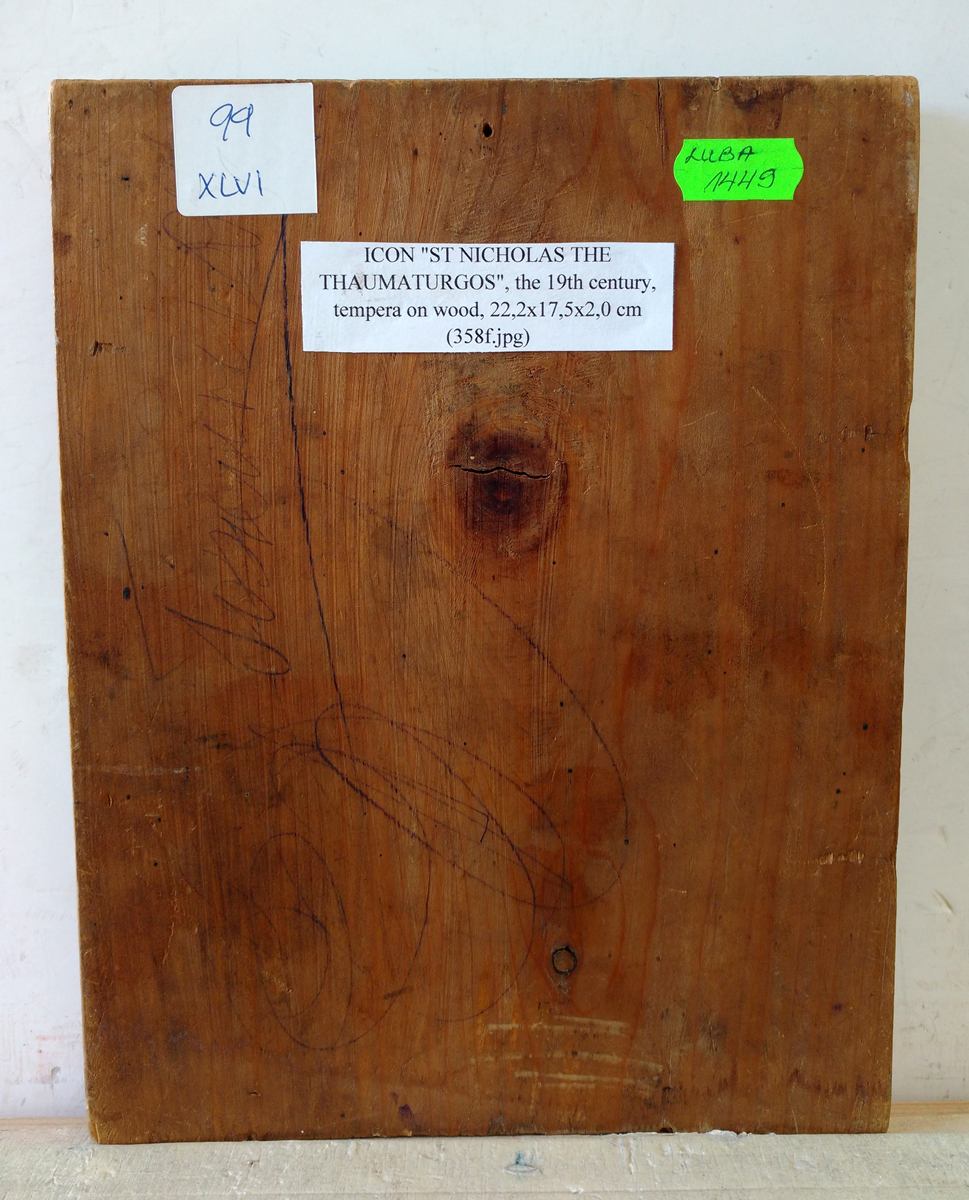 99
XLVI
LUBA
1449
ICON "ST NICHOLAS THE
THAUMATURGOS", the 19th century,
tempera on wood, 22,2x17,5x2,0 cm
(358f.jpg)